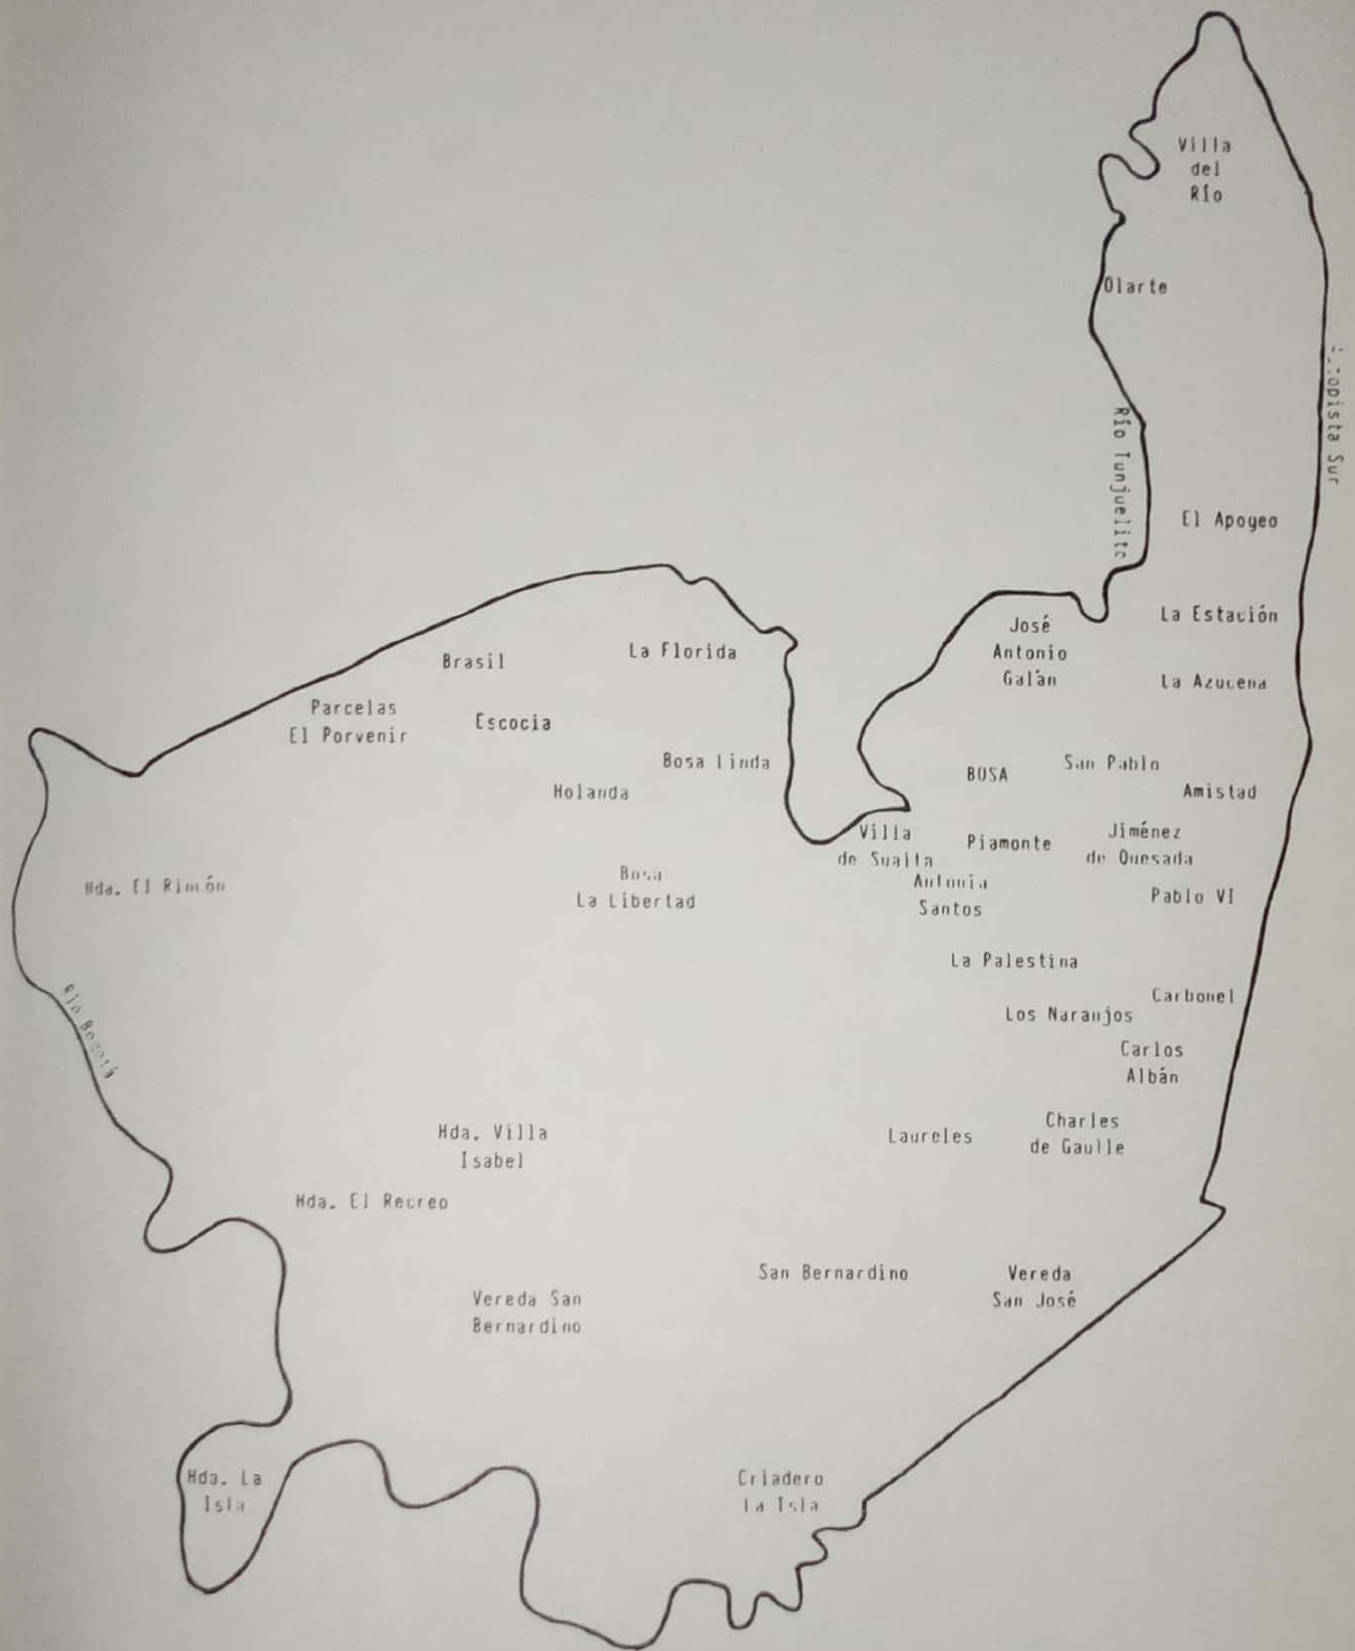 Villa
del
Río
Olarte
Río Tunjuelito
Sur
El Apogeo
La Estación
José
Antonio
Galán
La Azucena
La Florida
Brasil
Parcelas
El Porvenir
Escocia
Bosa Linda
Holanda
BOSA
San Pablo
Amistad
Villa
de Suaita
Piamonte
Jiménez
de Quesada
Antonia
Santos
Pablo VI
Bosa
La Libertad
Hda. El Rincón
La Palestina
Carbonel
Los Naranjos
Río Bogotá
Carlos
Albán
Charles
de Gaulle
Laureles
Hda. Villa
Isabel
Hda. El Recreo
San Bernardino
Vereda
San José
Vereda San
Bernardino
Hda. La
Isla
Criadero
La Isla